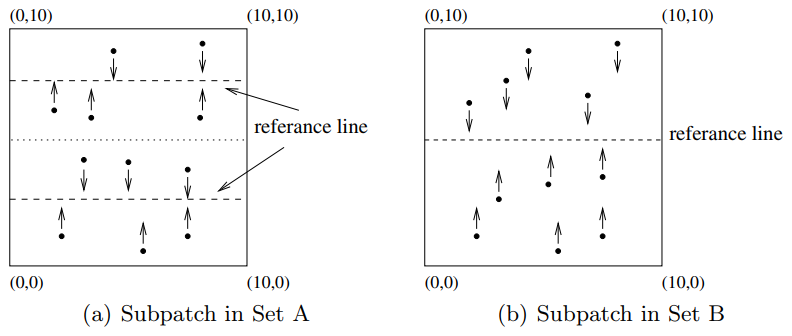 (0,10) (10,10) (0,10) (10,10)
referance line
referance line
(0,0) (10,0) (0,0) (10,0)
(a) Subpatch in Set A (b) Subpatch in Set B